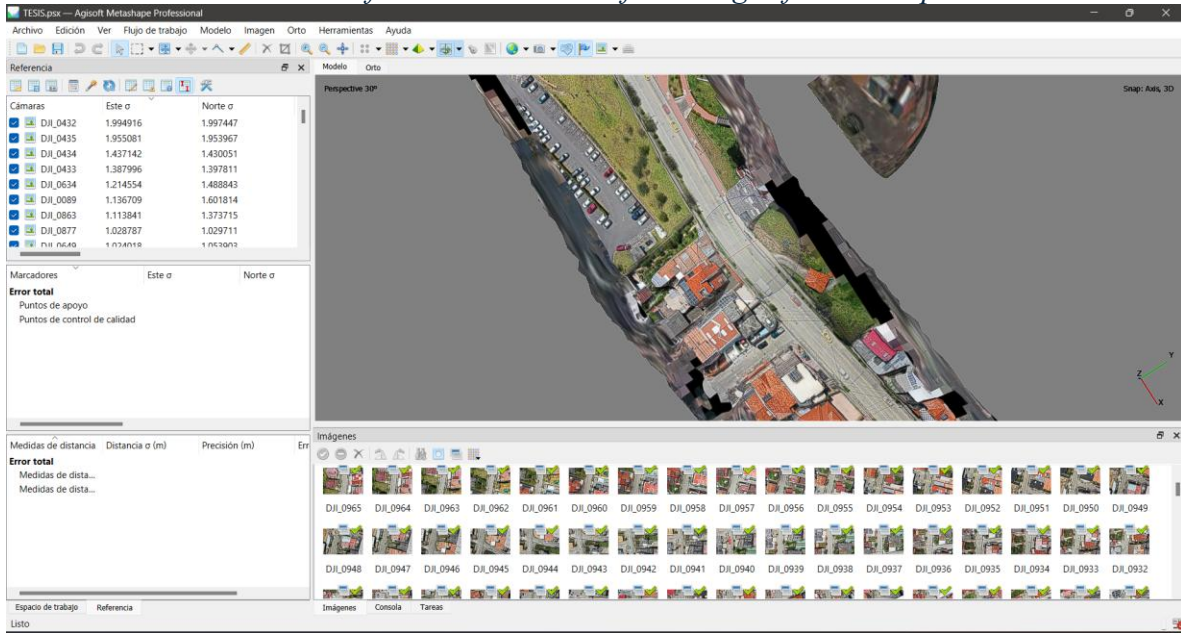 TESIS.psx — Agisoft Metashape Professional
Archivo Edición Ver Flujo de trabajo Modelo Imagen Orto Herramientas Ayuda
Referencia
Cámaras Este σ Norte σ
DJI_0432 1.994916 1.997447
DJI_0435 1.955081 1.953967
DJI_0434 1.437142 1.430051
DJI_0433 1.387996 1.397811
DJI_0634 1.214554 1.488843
DJI_0089 1.136709 1.601814
DJI_0863 1.113841 1.373715
DJI_0877 1.028787 1.029711
DJI_0649 1.024018 1.053903
Marcadores Este σ Norte σ
Error total
Puntos de apoyo
Puntos de control de calidad
Medidas de distancia Distancia σ (m) Precisión (m) Err
Error total
Medidas de dista...
Medidas de dista...
Espacio de trabajo Referencia
Listo
Modelo Orto
Perspective 30° Snap: Axis, 3D
Y
Z
X
Imágenes
DJI_0965 DJI_0964 DJI_0963 DJI_0962 DJI_0961 DJI_0960 DJI_0959 DJI_0958 DJI_0957 DJI_0956 DJI_0955 DJI_0954 DJI_0953 DJI_0952 DJI_0951 DJI_0950 DJI_0949
DJI_0948 DJI_0947 DJI_0946 DJI_0945 DJI_0944 DJI_0943 DJI_0942 DJI_0941 DJI_0940 DJI_0939 DJI_0938 DJI_0937 DJI_0936 DJI_0935 DJI_0934 DJI_0933 DJI_0932
Imágenes Consola Tareas